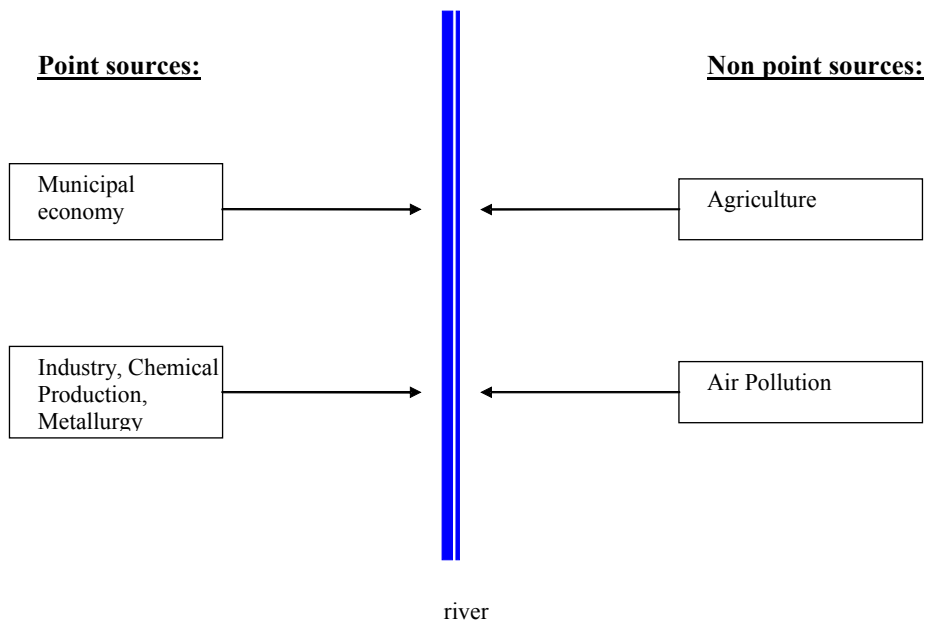 Point sources:
Non point sources:
Municipal
economy
Agriculture
Industry, Chemical
Production,
Metallurgy
Air Pollution
river